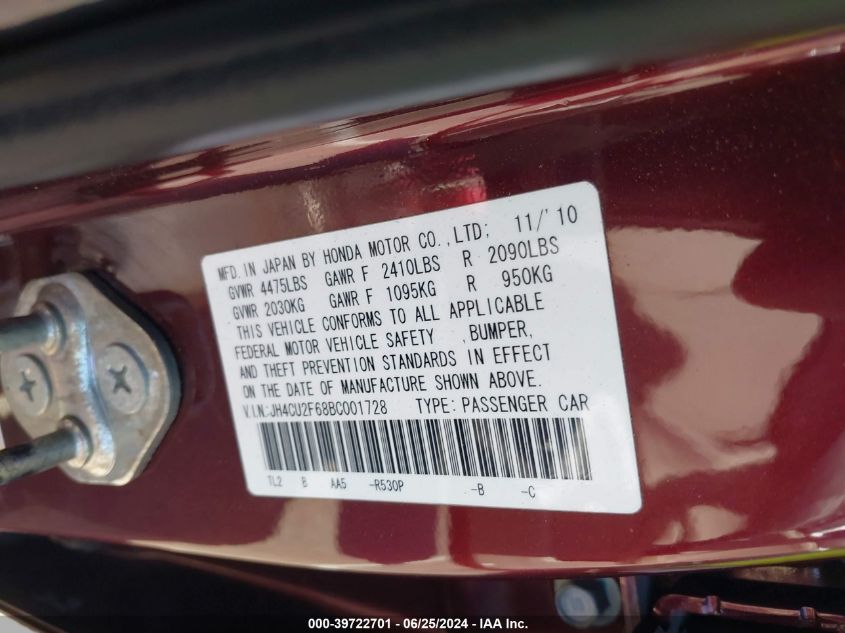 MFD. IN JAPAN BY HONDA MOTOR CO.,LTD; 11/'10
GVWR 4475LBS GAWR F 2410LBS R 2090LBS
GVWR 2030KG GAWR F 1095KG R 950KG
THIS VEHICLE CONFORMS TO ALL APPLICABLE
FEDERAL MOTOR VEHICLE SAFETY ,BUMPER,
AND THEFT PREVENTION STANDARDS IN EFFECT
ON THE DATE OF MANUFACTURE SHOWN ABOVE.
V.I.N:JH4CU2F68BC001728 TYPE: PASSENGER CAR
TL2 B AA5 -R530P -B -C
000-39722701 - 06/25/2024 - IAA Inc.